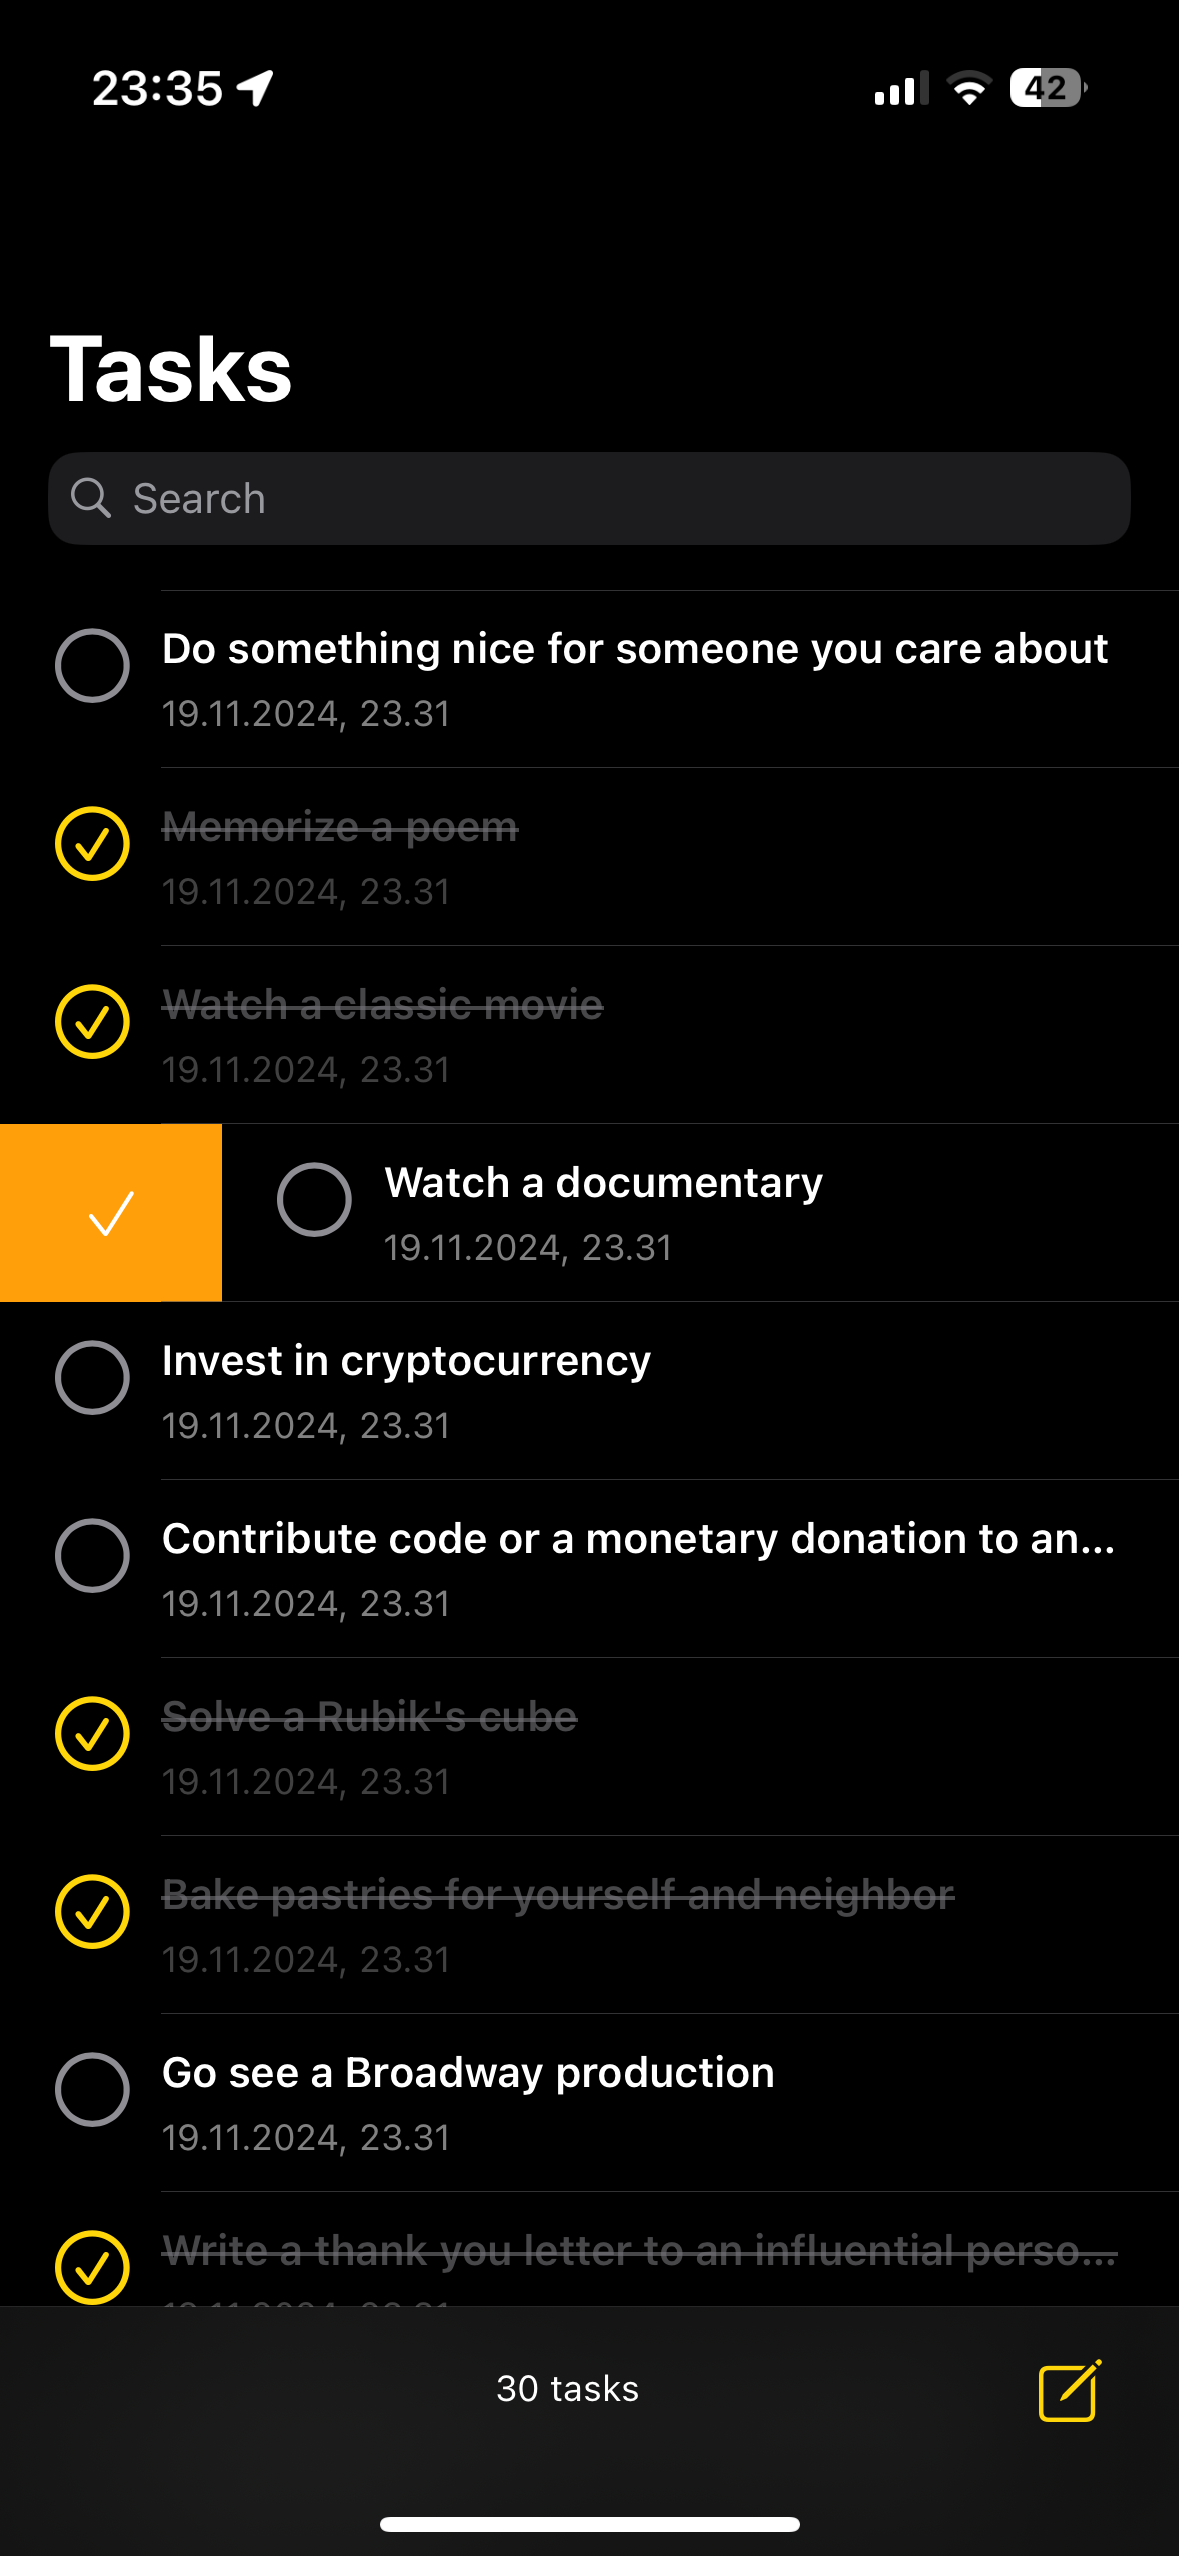 23:35
42
Tasks
Search
Do something nice for someone you care about
19.11.2024, 23.31
Memorize a poem
19.11.2024, 23.31
Watch a classic movie
19.11.2024, 23.31
Watch a documentary
19.11.2024, 23.31
Invest in cryptocurrency
19.11.2024, 23.31
Contribute code or a monetary donation to an...
19.11.2024, 23.31
Solve a Rubik's cube
19.11.2024, 23.31
Bake pastries for yourself and neighbor
19.11.2024, 23.31
Go see a Broadway production
19.11.2024, 23.31
Write a thank you letter to an influential perso...
30 tasks